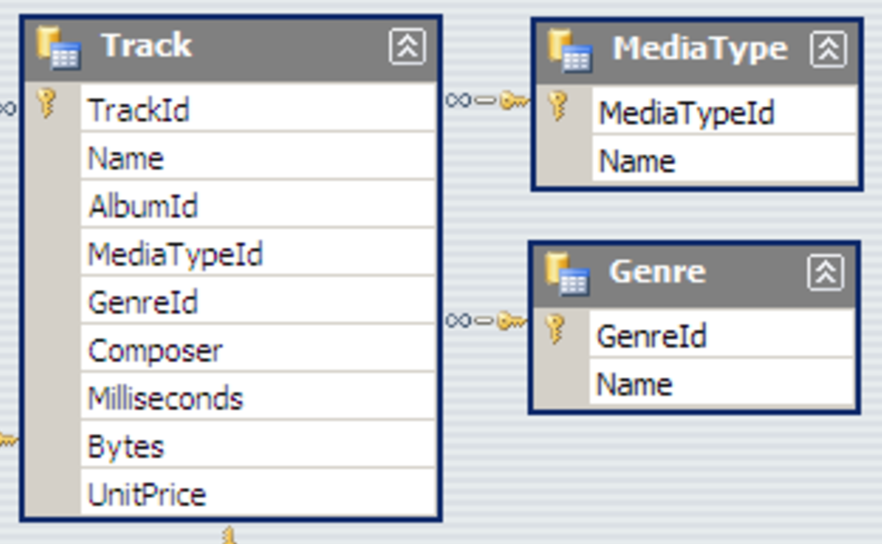 Track
TrackId
Name
AlbumId
MediaTypeId
GenreId
Composer
Milliseconds
Bytes
UnitPrice
MediaType
MediaTypeId
Name
Genre
GenreId
Name